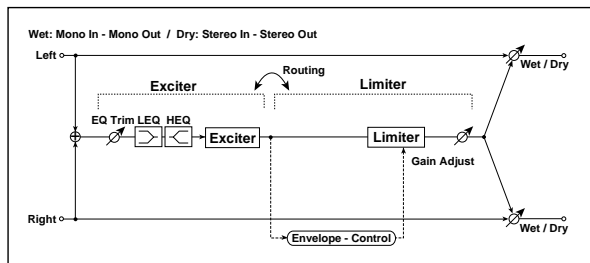 Wet: Mono In - Mono Out / Dry: Stereo In - Stereo Out
Left
Wet / Dry
Routing
Exciter
Limiter
EQ Trim LEQ HEQ
Exciter
Limiter
Gain Adjust
Right
Wet / Dry
Envelope - Control